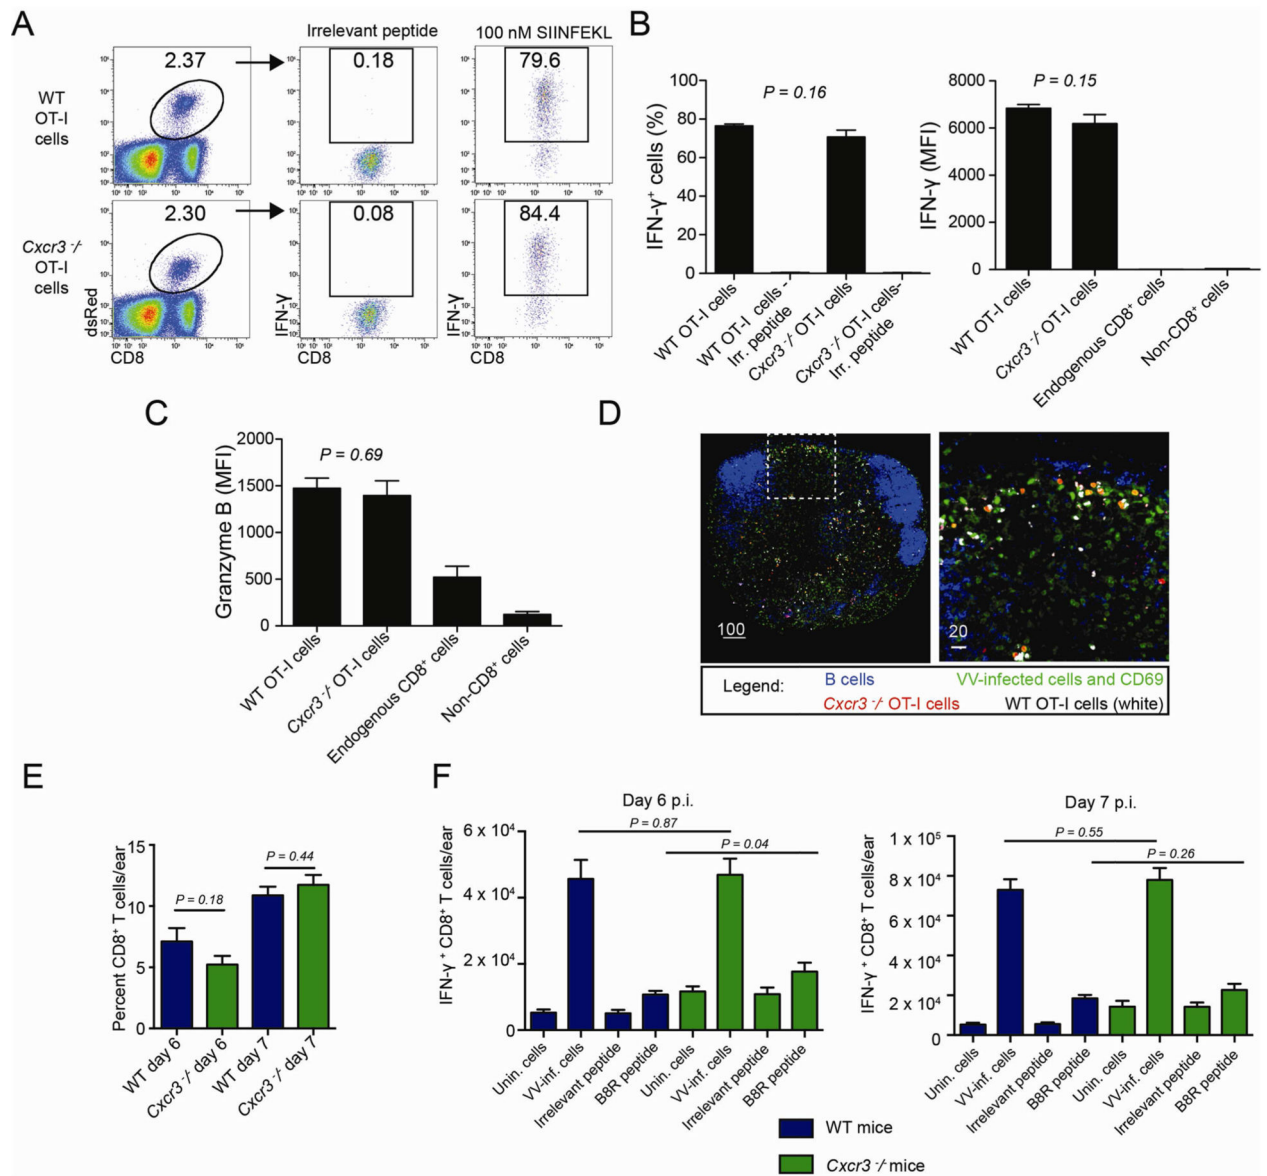 A
Irrelevant peptide
100 nM SIINFEKL
2.37
0.18
79.6
WT
OT-I
cells
2.30
0.08
84.4
Cxcr3 -/-
OT-I
cells
dsRed
IFN-γ
IFN-γ
CD8
CD8
CD8
B
P = 0.16
IFN-γ+ cells (%)
100
80
60
40
20
0
WT OT-I cells
WT OT-I cells -
Irr. peptide
Cxcr3 -/ OT-I cells
Cxcr3 -/ OT-I cells-
Irr. peptide
P = 0.15
IFN-γ (MFI)
8000
6000
4000
2000
0
WT OT-I cells
Cxcr3 -/ OT-I cells
Endogenous CD8+ cells
Non-CD8+ cells
C
P = 0.69
Granzyme B (MFI)
2000
1500
1000
500
0
WT OT-I cells
Cxcr3 -/ OT-I cells
Endogenous CD8+ cells
Non-CD8+ cells
D
100
20
Legend:
B cells
VV-infected cells and CD69
Cxcr3 -/- OT-I cells
WT OT-I cells (white)
E
Percent CD8+ T cells/ear
15
10
5
0
P = 0.18
P = 0.44
WT day 6
Cxcr3 -/ day 6
WT day 7
Cxcr3 -/ day 7
F
Day 6 p.i.
IFN-γ + CD8+ T cells/ear
6 x 10⁴
4 x 10⁴
2 x 10⁴
0
P = 0.87
P = 0.04
Unin. cells
VV-inf. cells
Irrelevant peptide
B8R peptide
Unin. cells
VV-inf. cells
Irrelevant peptide
B8R peptide
Day 7 p.i.
IFN-γ + CD8+ T cells/ear
1 x 10⁵
8 x 10⁴
6 x 10⁴
4 x 10⁴
2 x 10⁴
0
P = 0.55
P = 0.26
Unin. cells
VV-inf. cells
Irrelevant peptide
B8R peptide
Unin. cells
VV-inf. cells
Irrelevant peptide
B8R peptide
WT mice
Cxcr3 -/- mice